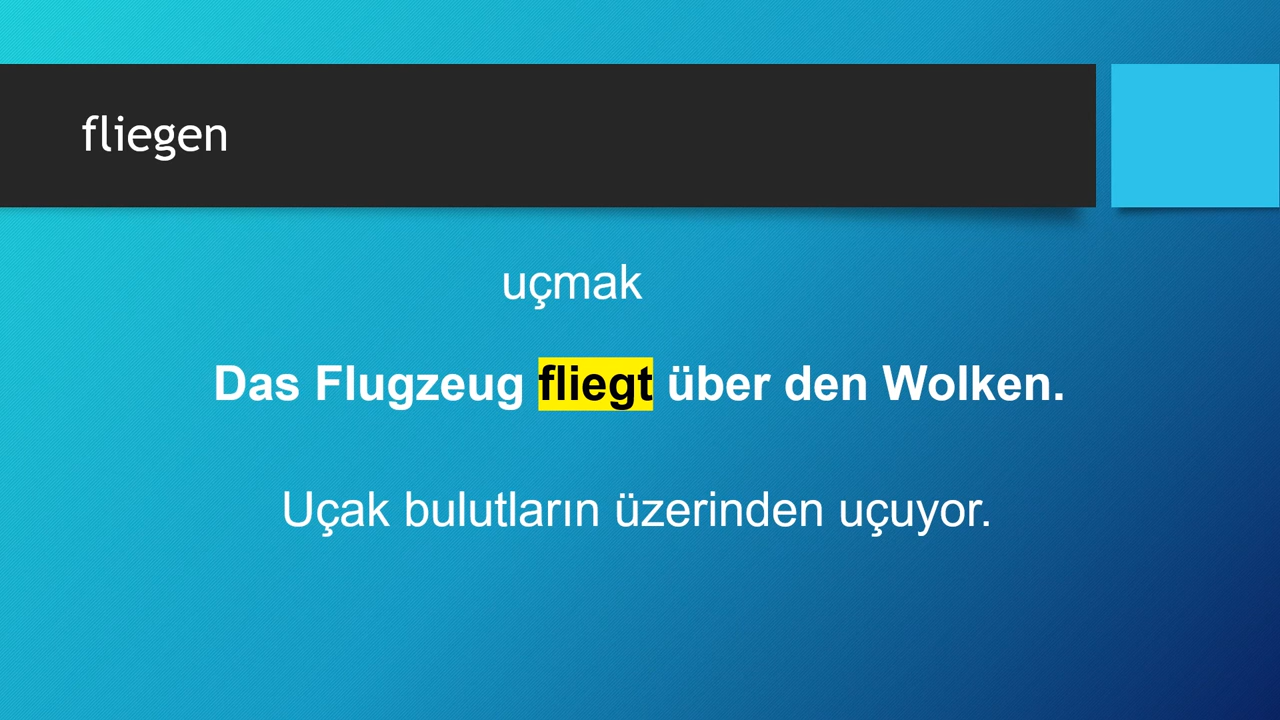 fliegen
uçmak
Das Flugzeug fliegt über den Wolken.
Uçak bulutların üzerinden uçuyor.